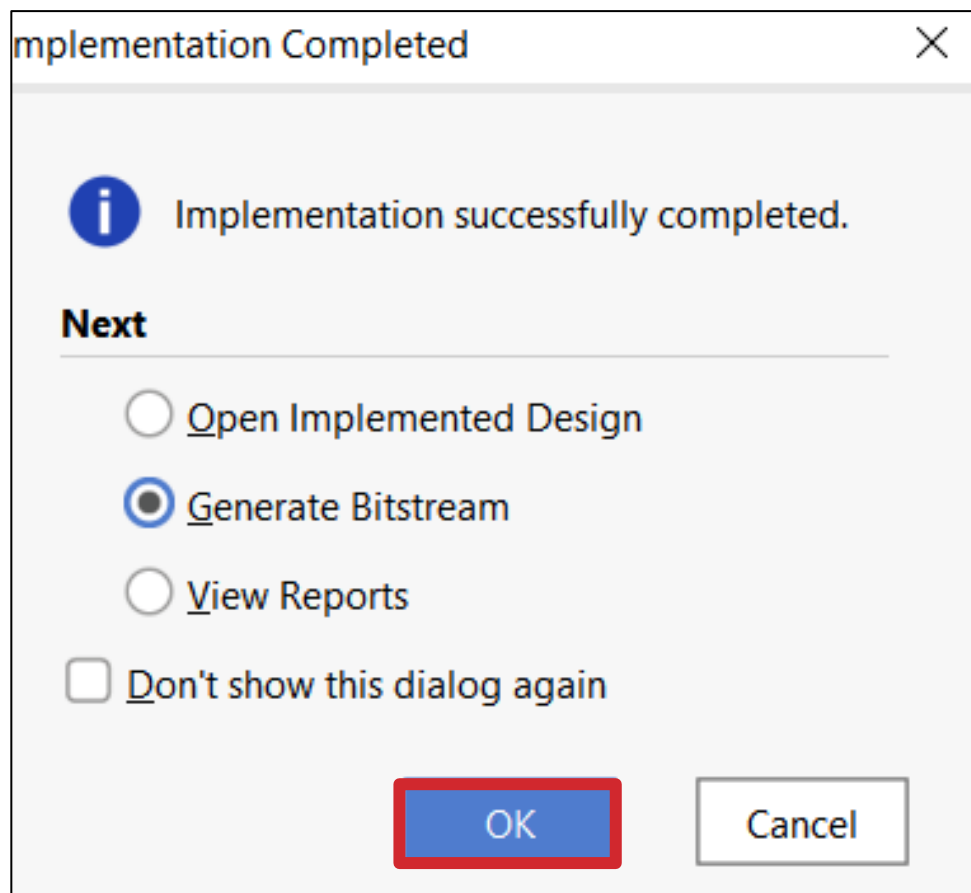 mplementation Completed
Implementation successfully completed.
Next
Open Implemented Design
Generate Bitstream
View Reports
Don't show this dialog again
OK Cancel